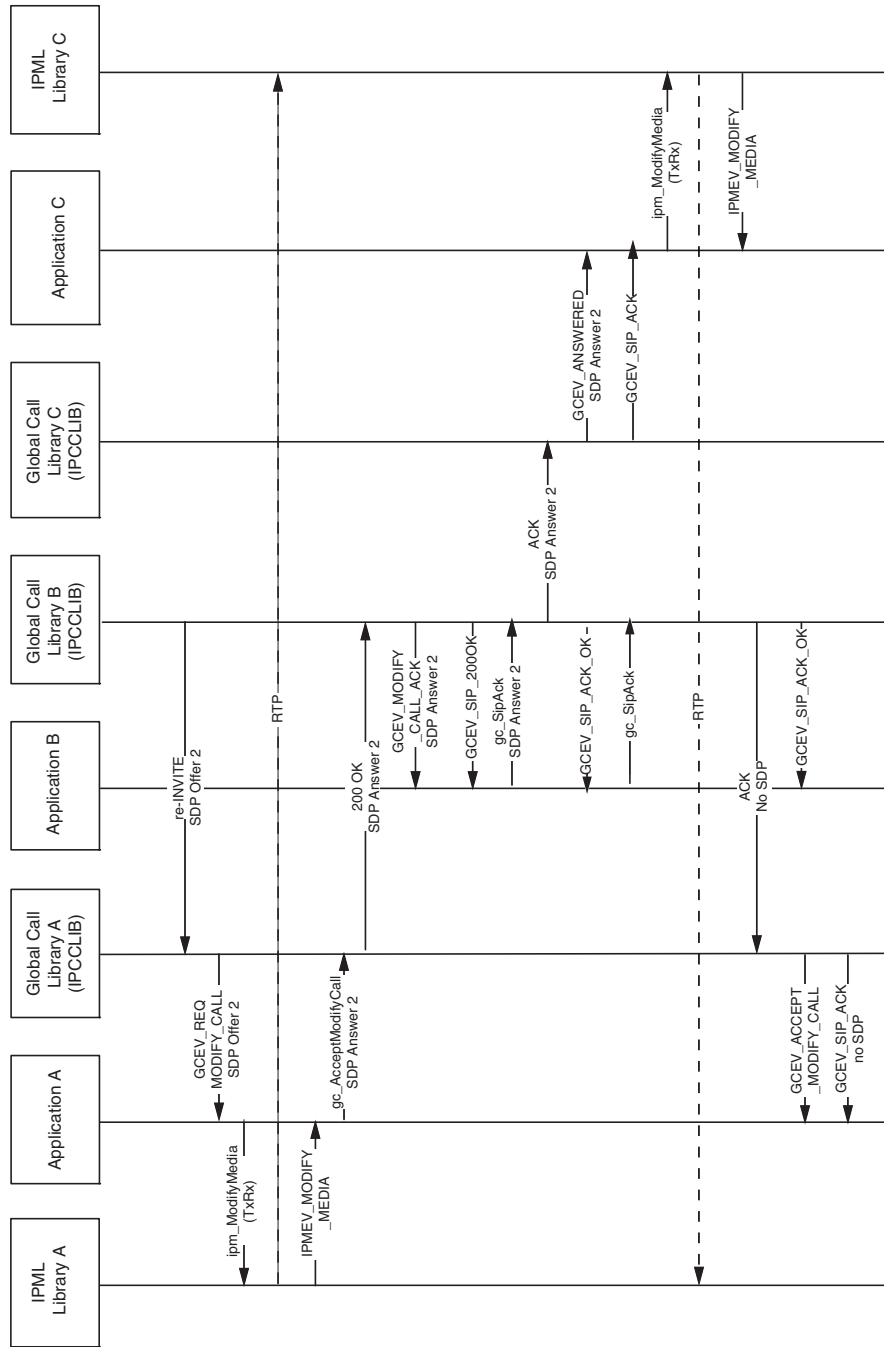 IPML
Library A
Application A
Global Call
Library A
(IPCCLIB)
Application B
Global Call
Library B
(IPCCLIB)
Global Call
Library C
(IPCCLIB)
Application C
IPML
Library C
re-INVITE
SDP Offer 2
GCEV_REQ
MODIFY_CALL
SDP Offer 2
ipm_ModifyMedia
(TxRx)
RTP
IPMEV_MODIFY
_MEDIA
gc_AcceptModifyCall
SDP Answer 2
200 OK
SDP Answer 2
GCEV_MODIFY
_CALL_ACK
SDP Answer 2
GCEV_SIP_200OK
gc_SipAck
SDP Answer 2
ACK
SDP Answer 2
GCEV_SIP_ACK_OK
GCEV_ANSWERED
SDP Answer 2
gc_SipAck
GCEV_SIP_ACK
ipm_ModifyMedia
(TxRx)
RTP
IPMEV_MODIFY
_MEDIA
ACK
No SDP
GCEV_SIP_ACK_OK
GCEV_ACCEPT
_MODIFY_CALL
GCEV_SIP_ACK
no SDP